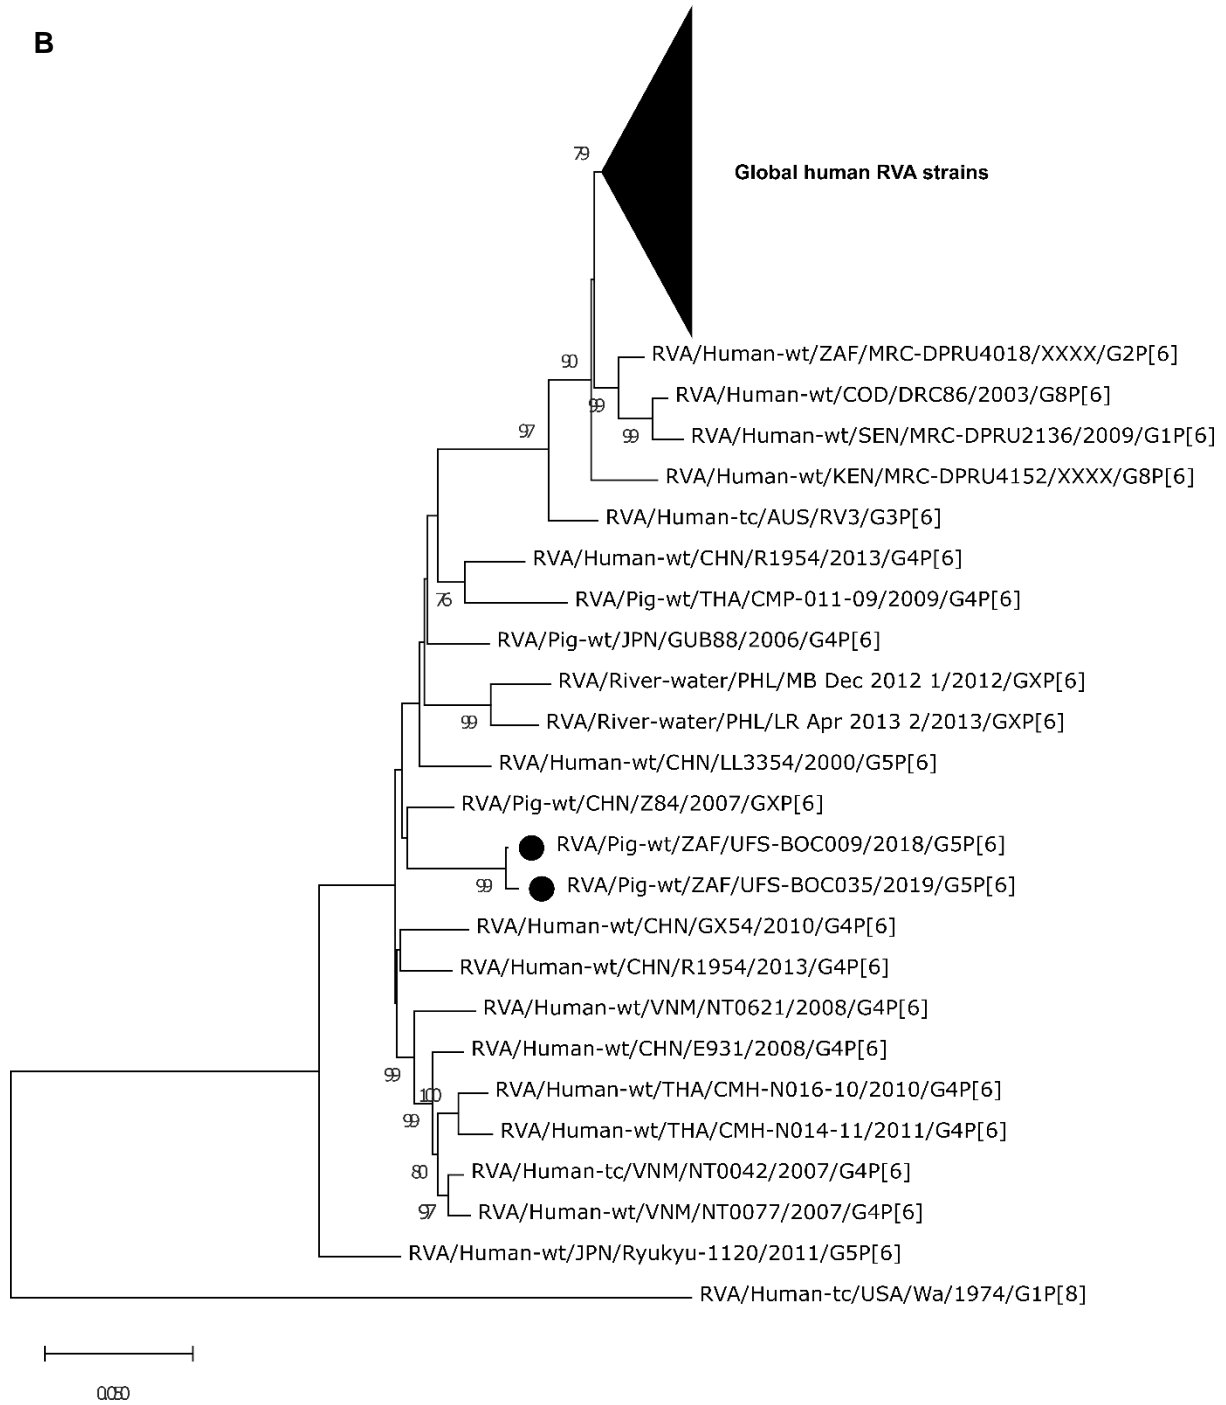 B
79
Global human RVA strains
RVA/Human-wt/ZAF/MRC-DPRU4018/XXXX/G2P[6]
90
RVA/Human-wt/COD/DRC86/2003/G8P[6]
99
RVA/Human-wt/SEN/MRC-DPRU2136/2009/G1P[6]
99
97
RVA/Human-wt/KEN/MRC-DPRU4152/XXXX/G8P[6]
RVA/Human-tc/AUS/RV3/G3P[6]
RVA/Human-wt/CHN/R1954/2013/G4P[6]
76
RVA/Pig-wt/THA/CMP-011-09/2009/G4P[6]
RVA/Pig-wt/JPN/GUB88/2006/G4P[6]
RVA/River-water/PHL/MB Dec 2012 1/2012/GXP[6]
99
RVA/River-water/PHL/LR Apr 2013 2/2013/GXP[6]
RVA/Human-wt/CHN/LL3354/2000/G5P[6]
RVA/Pig-wt/CHN/Z84/2007/GXP[6]
RVA/Pig-wt/ZAF/UFS-BOC009/2018/G5P[6]
99
RVA/Pig-wt/ZAF/UFS-BOC035/2019/G5P[6]
RVA/Human-wt/CHN/GX54/2010/G4P[6]
RVA/Human-wt/CHN/R1954/2013/G4P[6]
RVA/Human-wt/VNM/NT0621/2008/G4P[6]
RVA/Human-wt/CHN/E931/2008/G4P[6]
99
100
RVA/Human-wt/THA/CMH-N016-10/2010/G4P[6]
99
RVA/Human-wt/THA/CMH-N014-11/2011/G4P[6]
80
RVA/Human-tc/VNM/NT0042/2007/G4P[6]
97
RVA/Human-wt/VNM/NT0077/2007/G4P[6]
RVA/Human-wt/JPN/Ryukyu-1120/2011/G5P[6]
RVA/Human-tc/USA/Wa/1974/G1P[8]
0.050